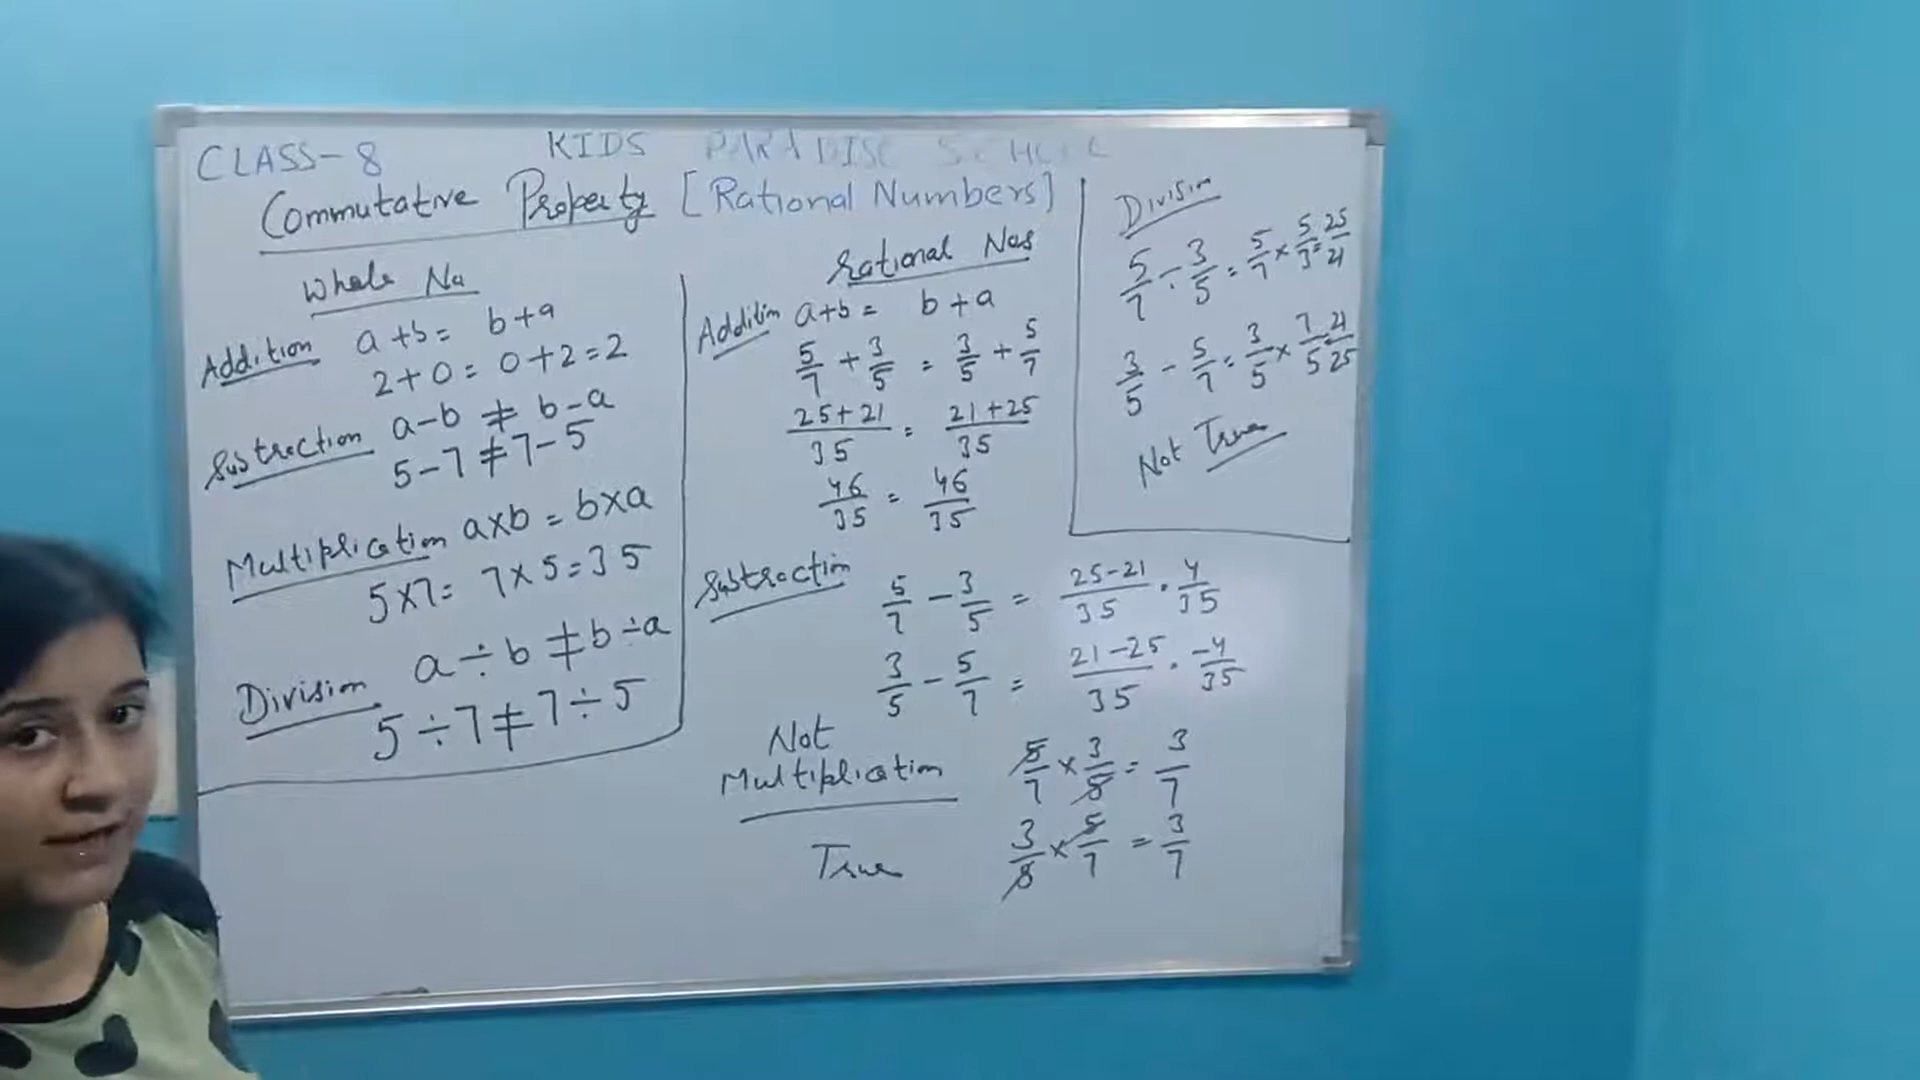 CLASS-8 KIDS PARADISE SCHOOL
Commutative Property [Rational Numbers]
Whole No
Addition a+b = b+a
2+0 = 0+2=2
Subtraction a-b ≠ b-a
5-7 ≠ 7-5
Multiplication a×b = b×a
5×7= 7×5=35
Division a÷b ≠ b÷a
5÷7 ≠ 7÷5
Rational Nos
Addition a+b = b+a
5/7 + 3/5 = 3/5 + 5/7
25+21/35 = 21+25/35
46/35 = 46/35
Subtraction 5/7 - 3/5 = 25-21/35 = 4/35
3/5 - 5/7 = 21-25/35 = -4/35
Not
Multiplication 5/7 × 3/5 = 3/7
True 3/5 × 5/7 = 3/7
Division
5/7 ÷ 3/5 = 5/7 × 5/3 = 25/21
3/5 - 5/7 = 3/5 × 7/5 = 21/25
Not True